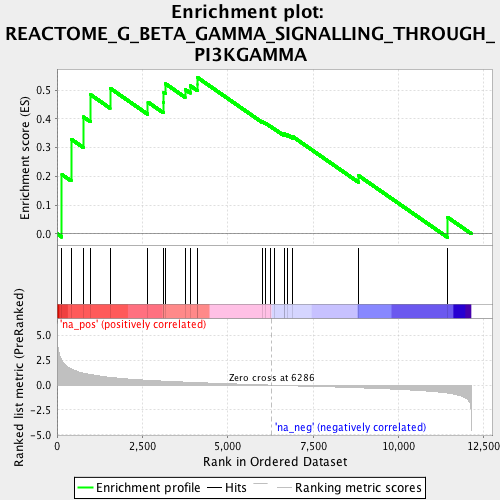 Enrichment plot:
REACTOME_G_BETA_GAMMA_SIGNALLING_THROUGH_
PI3KGAMMA
Enrichment score (ES)
0.5
0.4
0.3
0.2
0.1
0.0
'na_pos' (positively correlated)
Ranked list metric (PreRanked)
5.0
2.5
0.0
-2.5
-5.0
Zero cross at 6286
'na_neg' (negatively correlated)
0
2,500
5,000
7,500
10,000
12,500
Rank in Ordered Dataset
Enrichment profile
Hits
Ranking metric scores